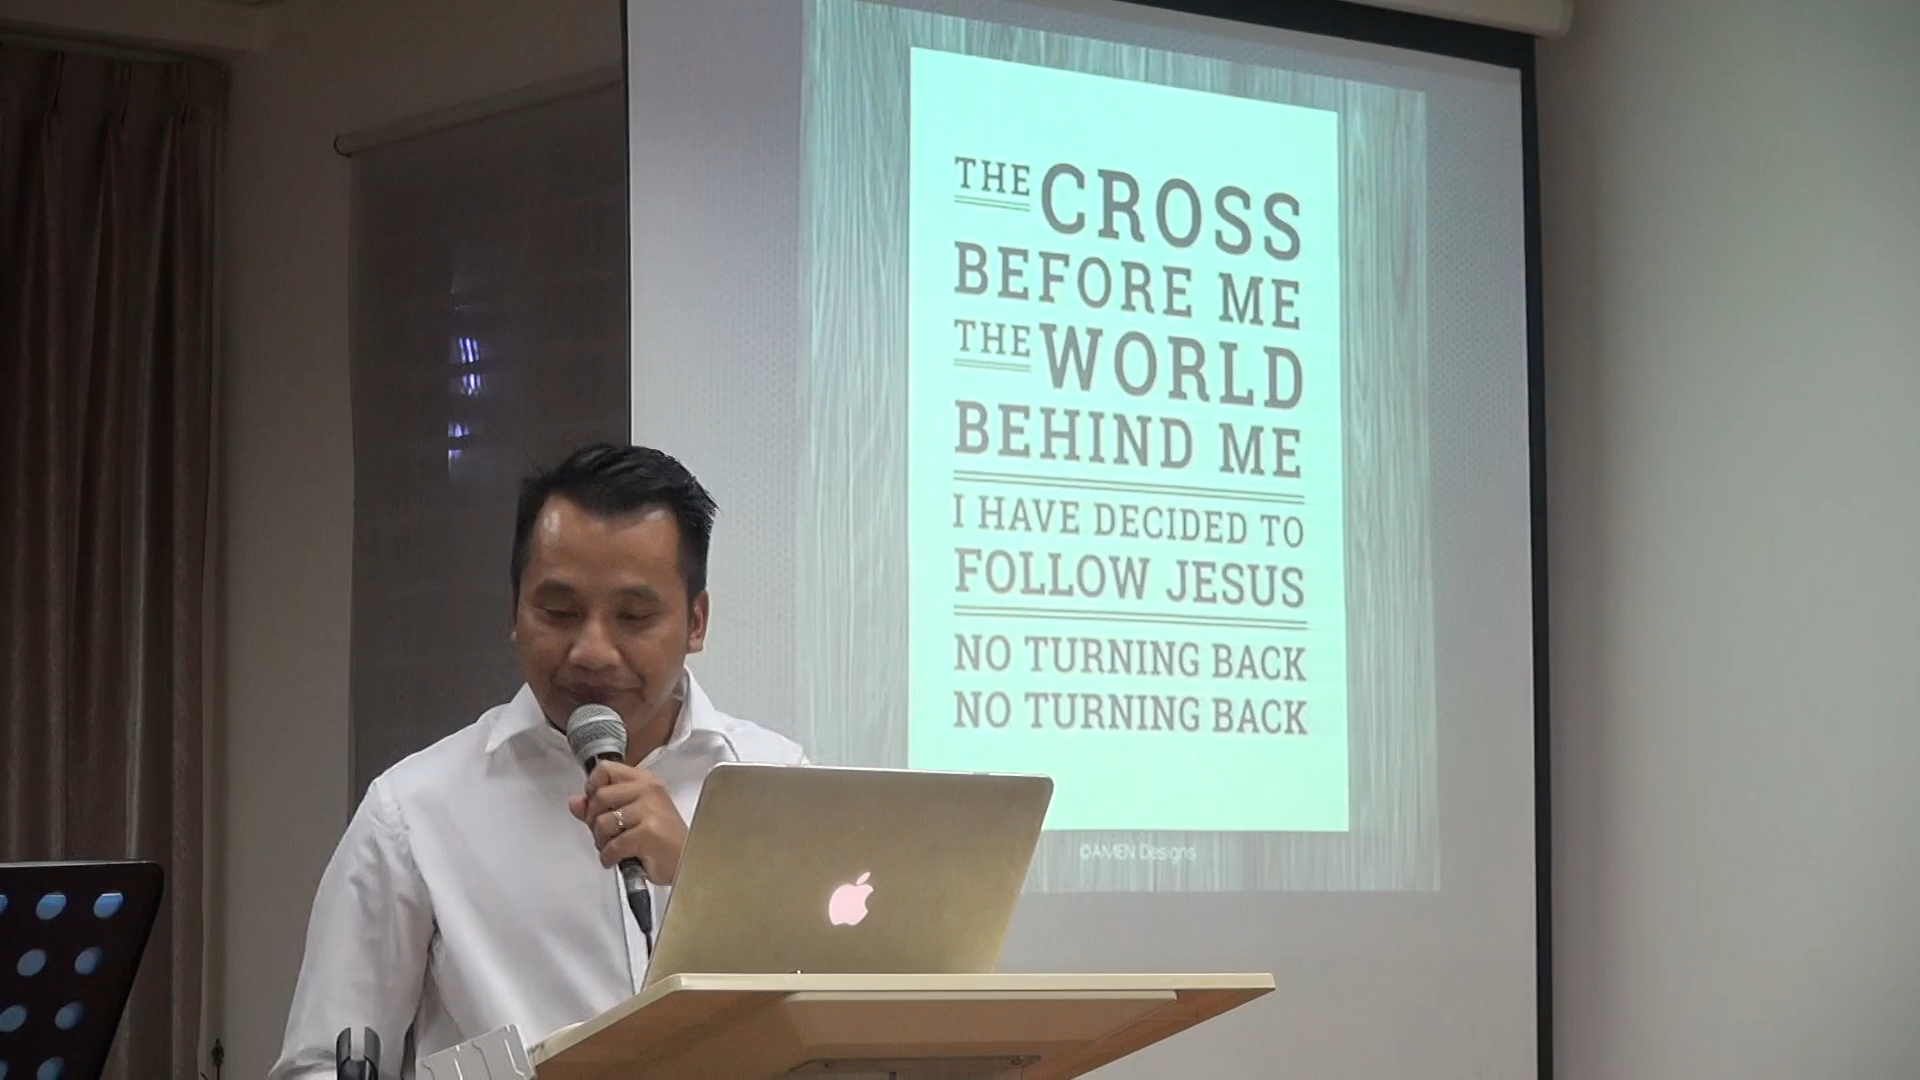 THE CROSS
BEFORE ME
THE WORLD
BEHIND ME
I HAVE DECIDED TO
FOLLOW JESUS
NO TURNING BACK
NO TURNING BACK
©AMEN Designs